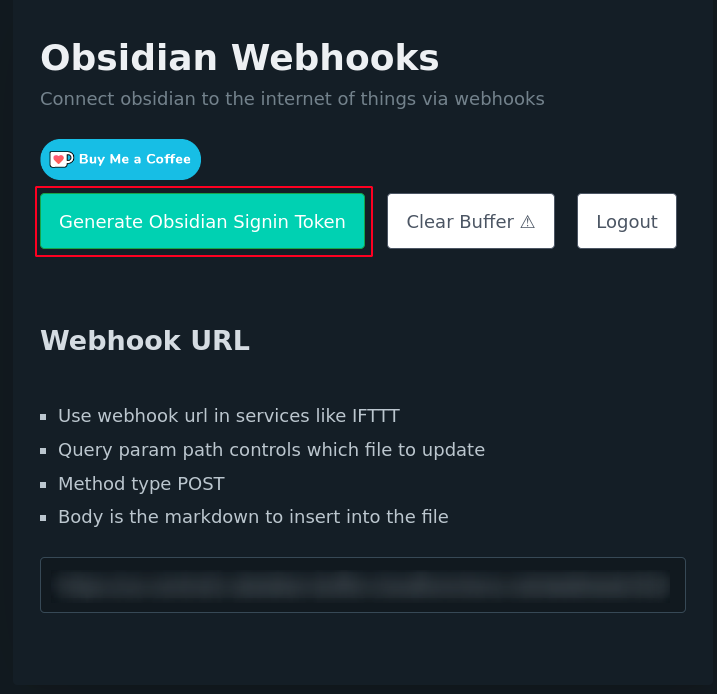 Obsidian Webhooks
Connect obsidian to the internet of things via webhooks
Buy Me a Coffee
Generate Obsidian Signin Token
Clear Buffer ⚠
Logout
Webhook URL
Use webhook url in services like IFTTT
Query param path controls which file to update
Method type POST
Body is the markdown to insert into the file